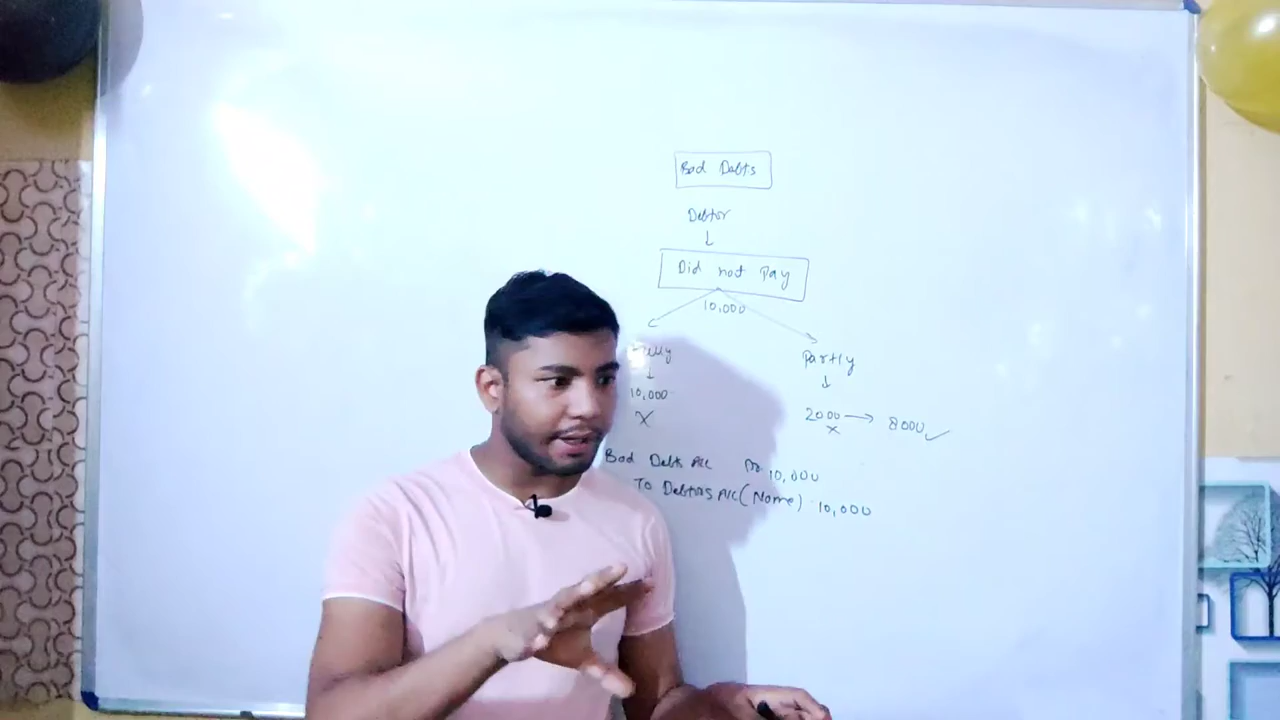 Bad Debts
Debtor
↓
Did not Pay
10,000
Fully Partly
↓ ↓
10,000 2000 → 8000 ✓
X X
Bad Debts A/c Dr 10,000
To Debtors A/c (Name) 10,000